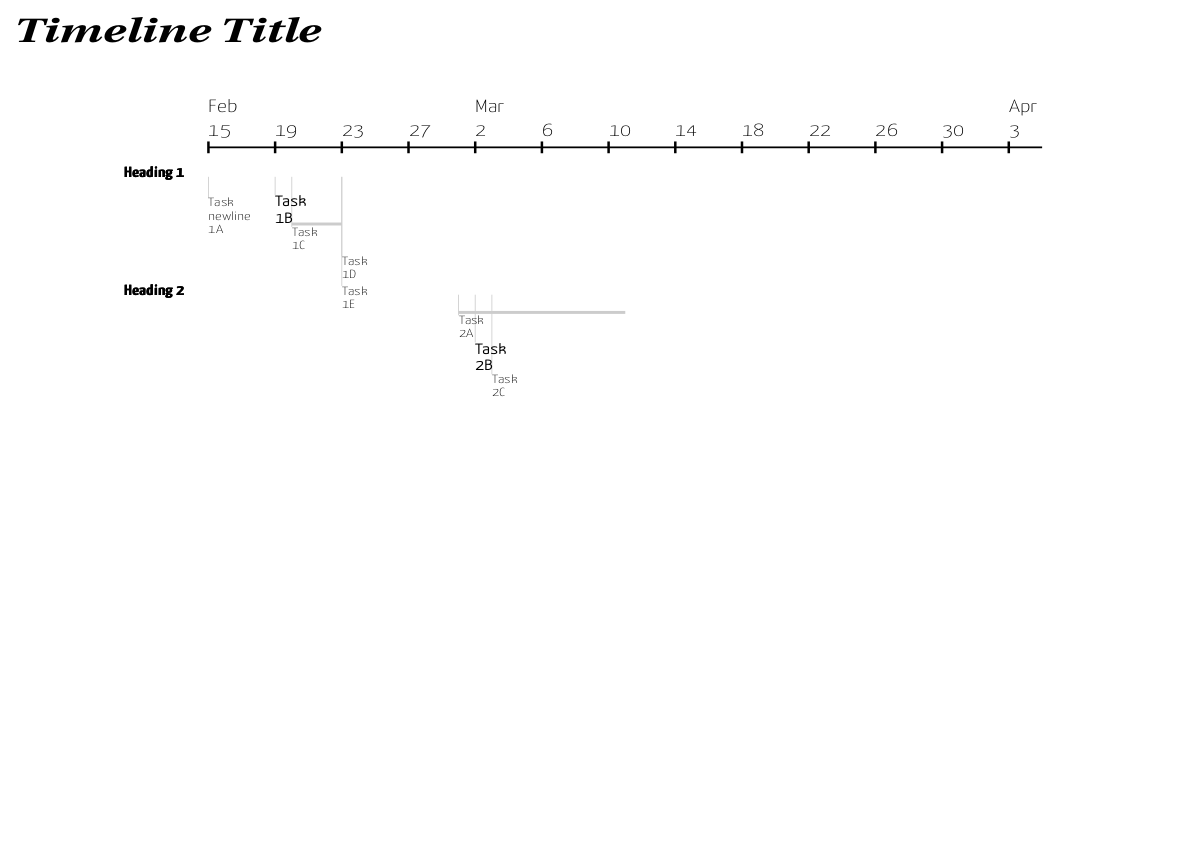 Timeline Title
Feb Mar Apr
15 19 23 27 2 6 10 14 18 22 26 30 3
Heading 1
Task
newline
1A
Task
1B
Task
1C
Task
1D
Task
1E
Heading 2
Task
2A
Task
2B
Task
2C